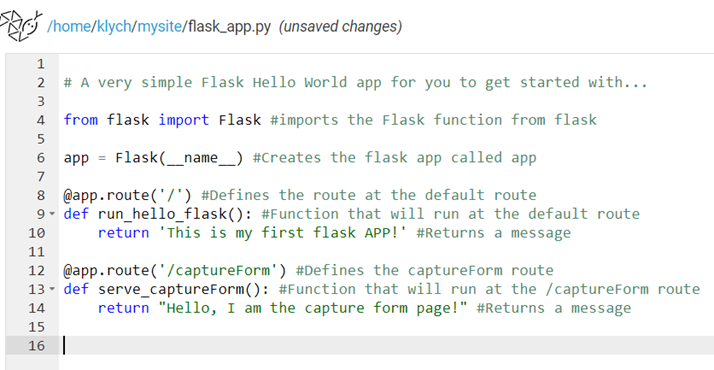 /home/klych/mysite/flask_app.py (unsaved changes)
1
2 # A very simple Flask Hello World app for you to get started with...
3
4 from flask import Flask #imports the Flask function from flask
5
6 app = Flask(__name__) #Creates the flask app called app
7
8 @app.route('/') #Defines the route at the default route
9 def run_hello_flask(): #Function that will run at the default route
10     return 'This is my first flask APP!' #Returns a message
11
12 @app.route('/captureForm') #Defines the captureForm route
13 def serve_captureForm(): #Function that will run at the /captureForm route
14     return "Hello, I am the capture form page!" #Returns a message
15
16